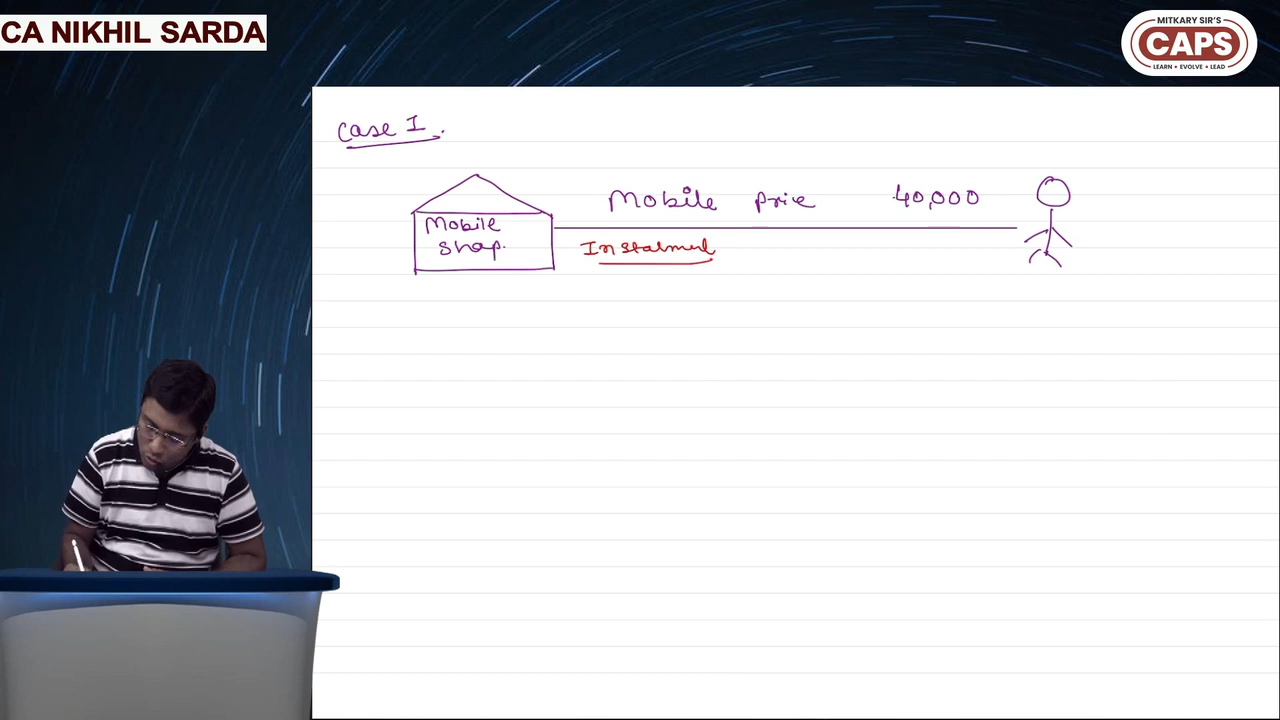 CA NIKHIL SARDA
MITKARY SIR'S
CAPS
LEARN • EVOLVE • LEAD
Case I.
Mobile Price 40,000
Mobile
Shop.
Instalment